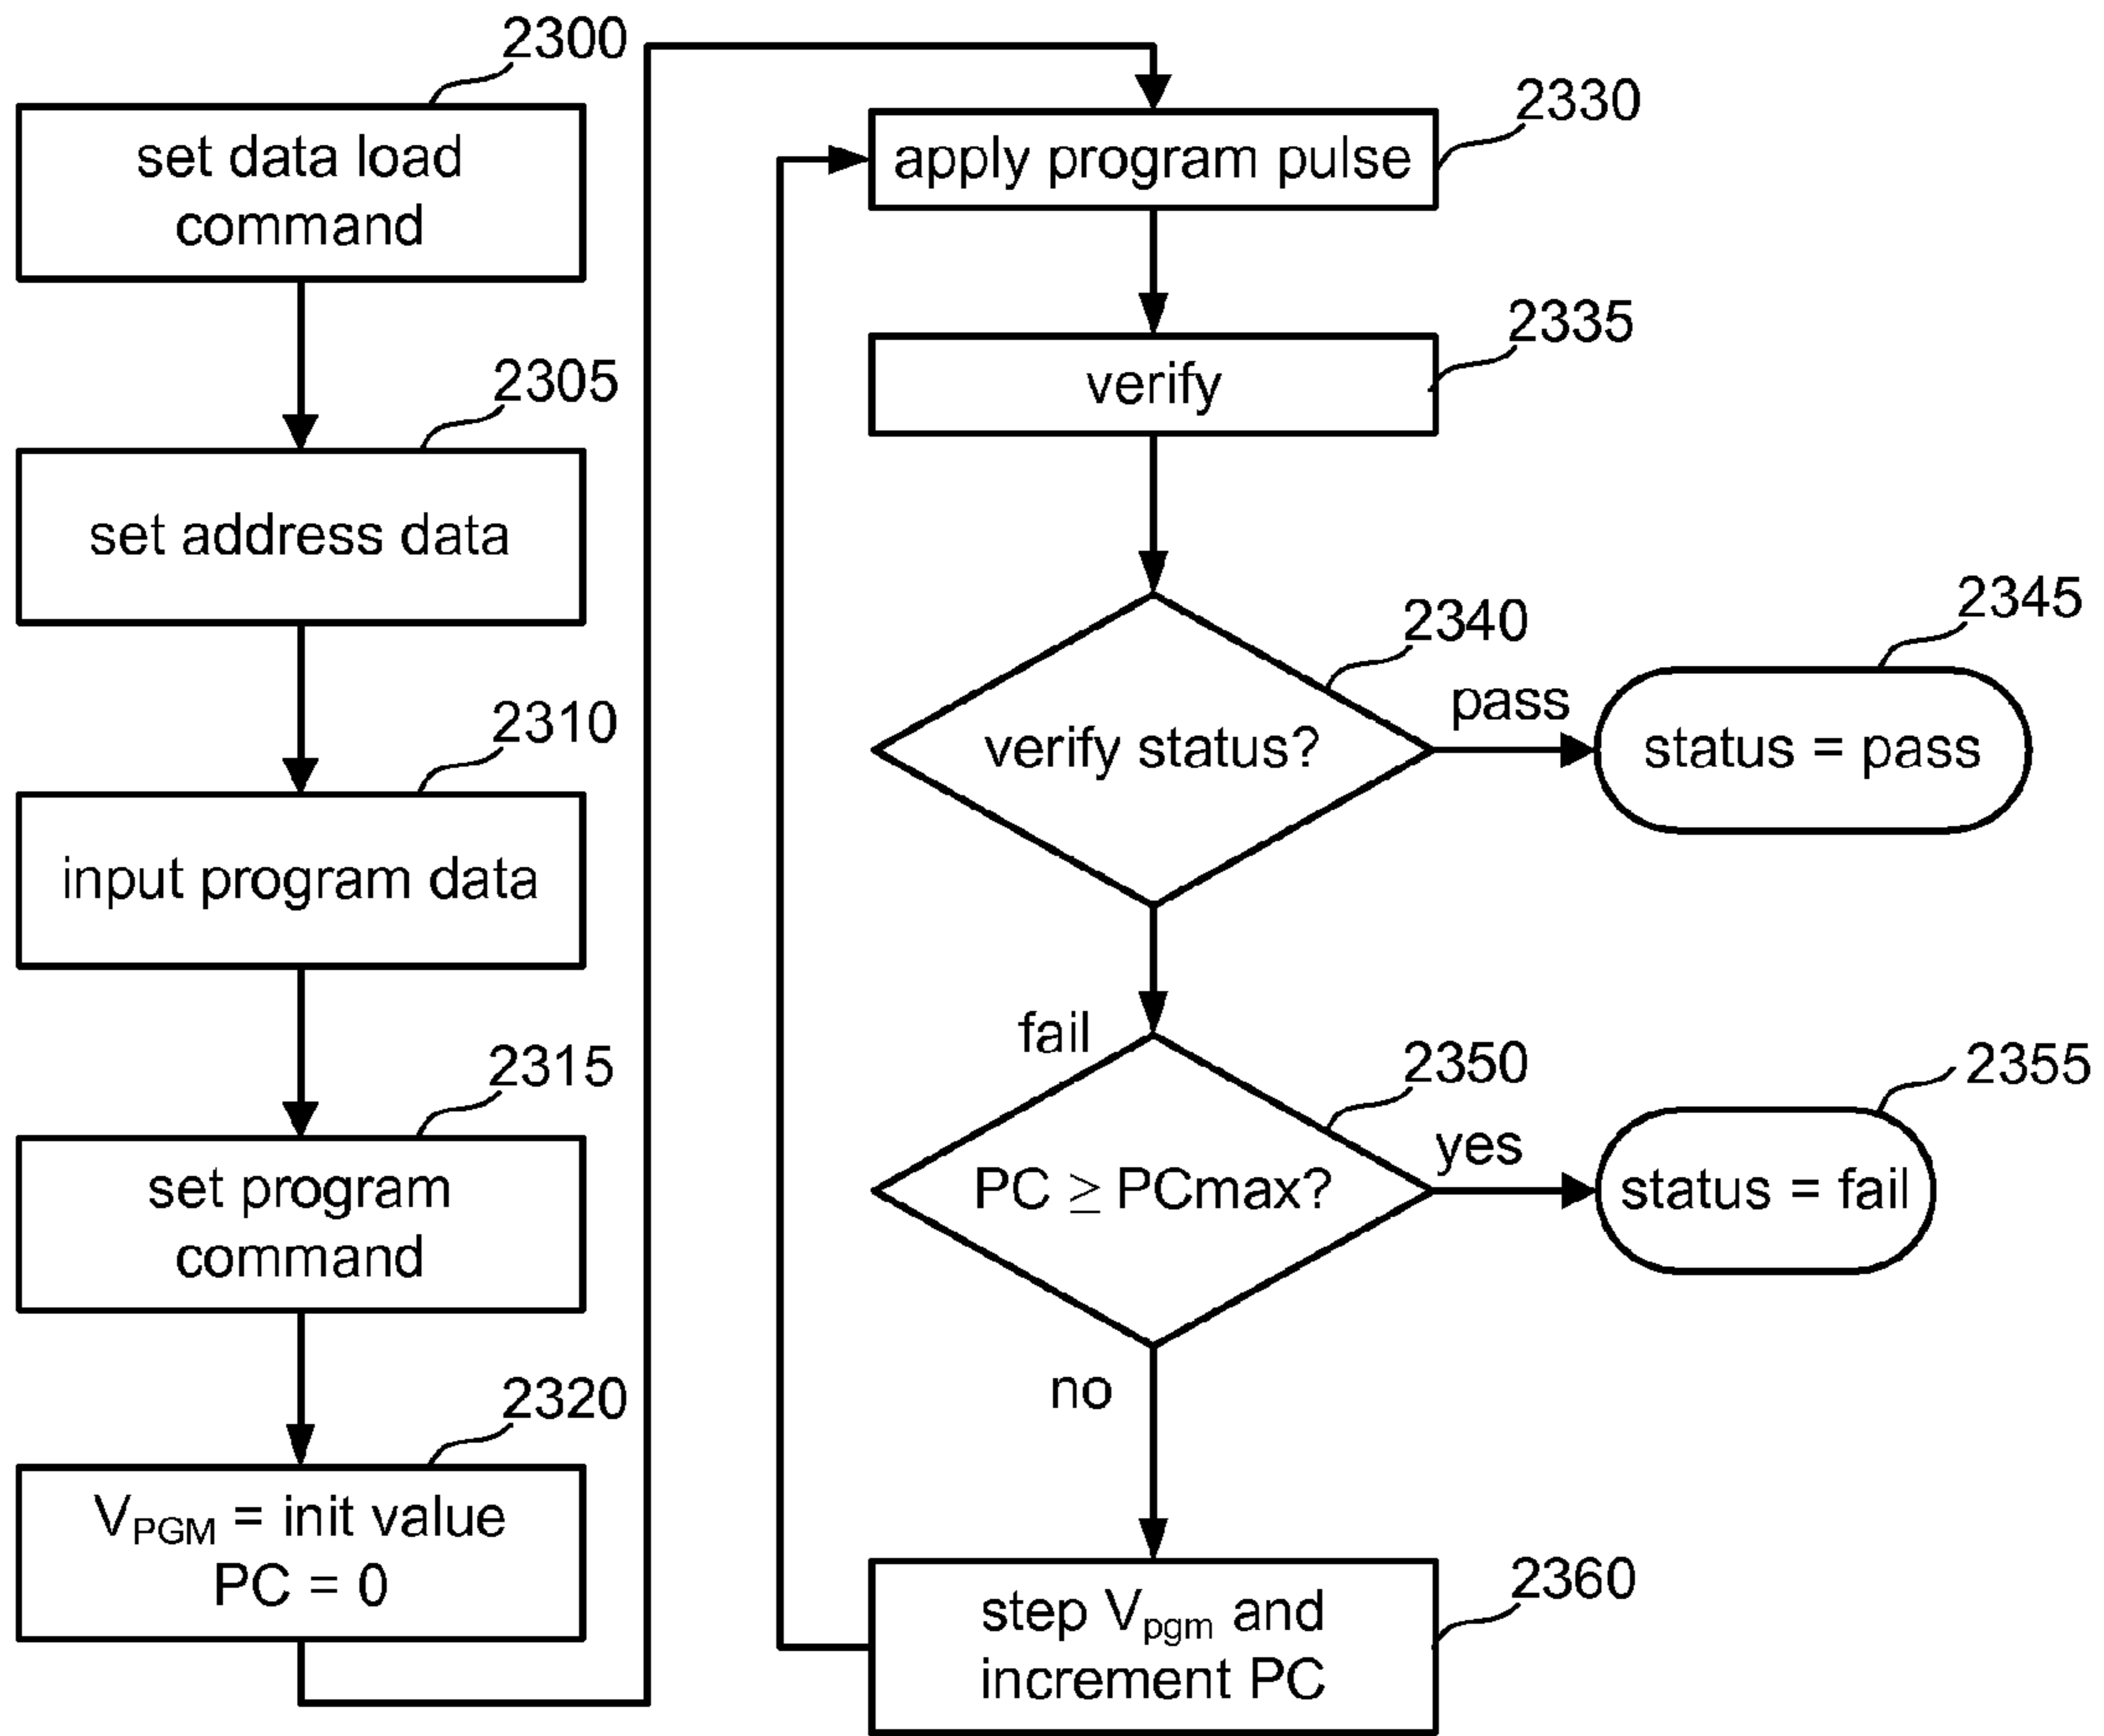 2300
set data load
command
2305
set address data
2310
input program data
2315
set program
command
2320
VPGM = init value
PC = 0
2330
apply program pulse
2335
verify
2340
verify status?
pass
2345
status = pass
fail
2350
PC ≥ PCmax?
yes
2355
status = fail
no
2360
step Vpgm and
increment PC